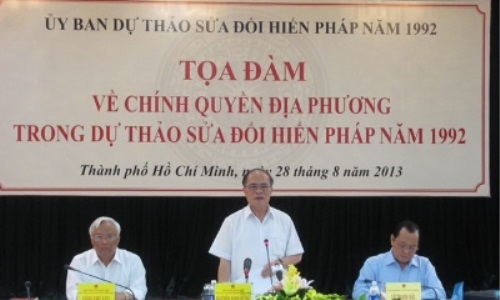 ỦY BAN DỰ THẢO SỬA ĐỔI HIẾN PHÁP NĂM 1992
TỌA ĐÀM
VỀ CHÍNH QUYỀN ĐỊA PHƯƠNG
TRONG DỰ THẢO SỬA ĐỔI HIẾN PHÁP NĂM 1992
Thành phố Hồ Chí Minh, ngày 28 tháng 8 năm 2013